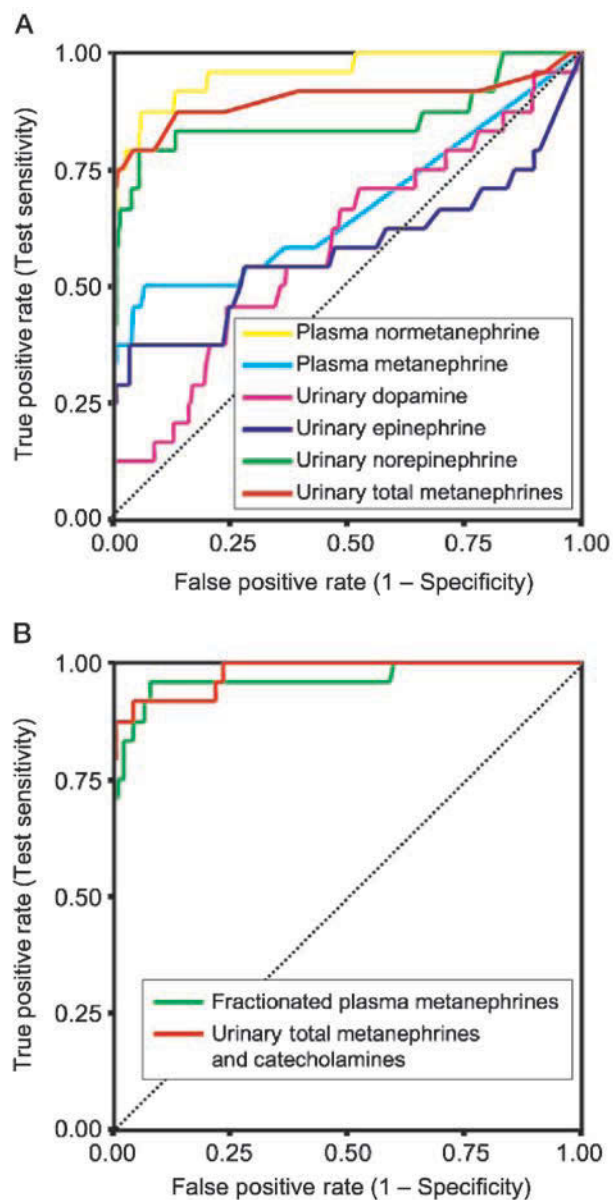 A
1.00
0.75
0.50
0.25
0.00
True positive rate (Test sensitivity)
Plasma normetanephrine
Plasma metanephrine
Urinary dopamine
Urinary epinephrine
Urinary norepinephrine
Urinary total metanephrines
0.00 0.25 0.50 0.75 1.00
False positive rate (1 – Specificity)
B
1.00
0.75
0.50
0.25
0.00
True positive rate (Test sensitivity)
Fractionated plasma metanephrines
Urinary total metanephrines
and catecholamines
0.00 0.25 0.50 0.75 1.00
False positive rate (1 – Specificity)